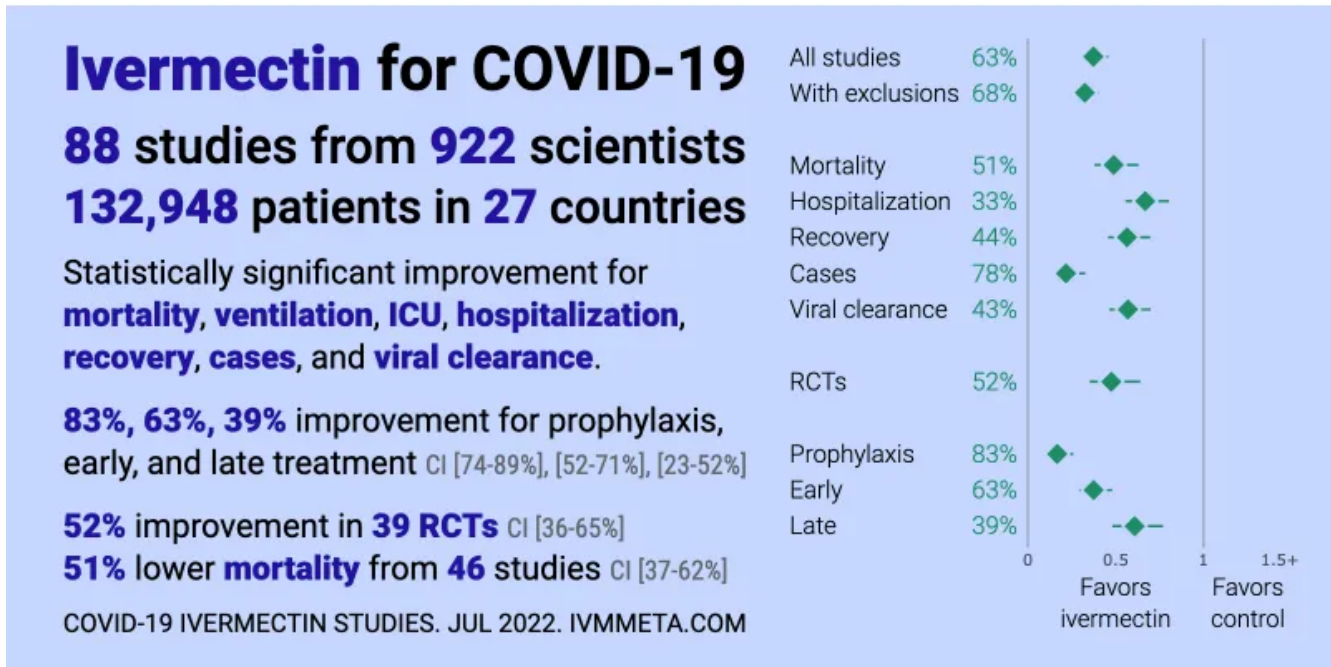 Ivermectin for COVID-19
88 studies from 922 scientists
132,948 patients in 27 countries
Statistically significant improvement for
mortality, ventilation, ICU, hospitalization,
recovery, cases, and viral clearance.
83%, 63%, 39% improvement for prophylaxis,
early, and late treatment CI [74-89%], [52-71%], [23-52%]
52% improvement in 39 RCTs CI [36-65%]
51% lower mortality from 46 studies CI [37-62%]
COVID-19 IVERMECTIN STUDIES. JUL 2022. IVMMETA.COM
All studies 63%
With exclusions 68%
Mortality 51%
Hospitalization 33%
Recovery 44%
Cases 78%
Viral clearance 43%
RCTs 52%
Prophylaxis 83%
Early 63%
Late 39%
0 0.5 1 1.5+
Favors Favors
ivermectin control